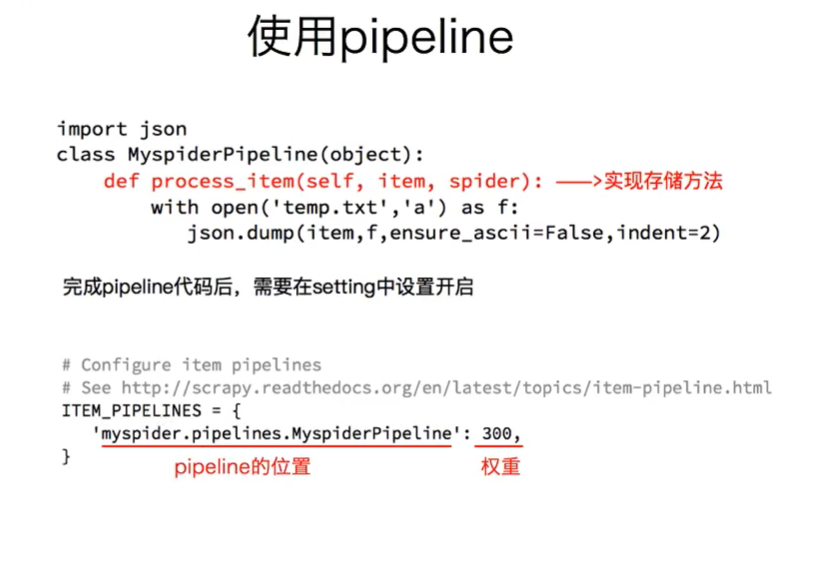 使用pipeline
import json
class MyspiderPipeline(object):
def process_item(self, item, spider): ——>实现存储方法
with open('temp.txt','a') as f:
json.dump(item,f,ensure_ascii=False,indent=2)
完成pipeline代码后，需要在setting中设置开启
# Configure item pipelines
# See http://scrapy.readthedocs.org/en/latest/topics/item-pipeline.html
ITEM_PIPELINES = {
'myspider.pipelines.MyspiderPipeline': 300,
}
pipeline的位置 权重